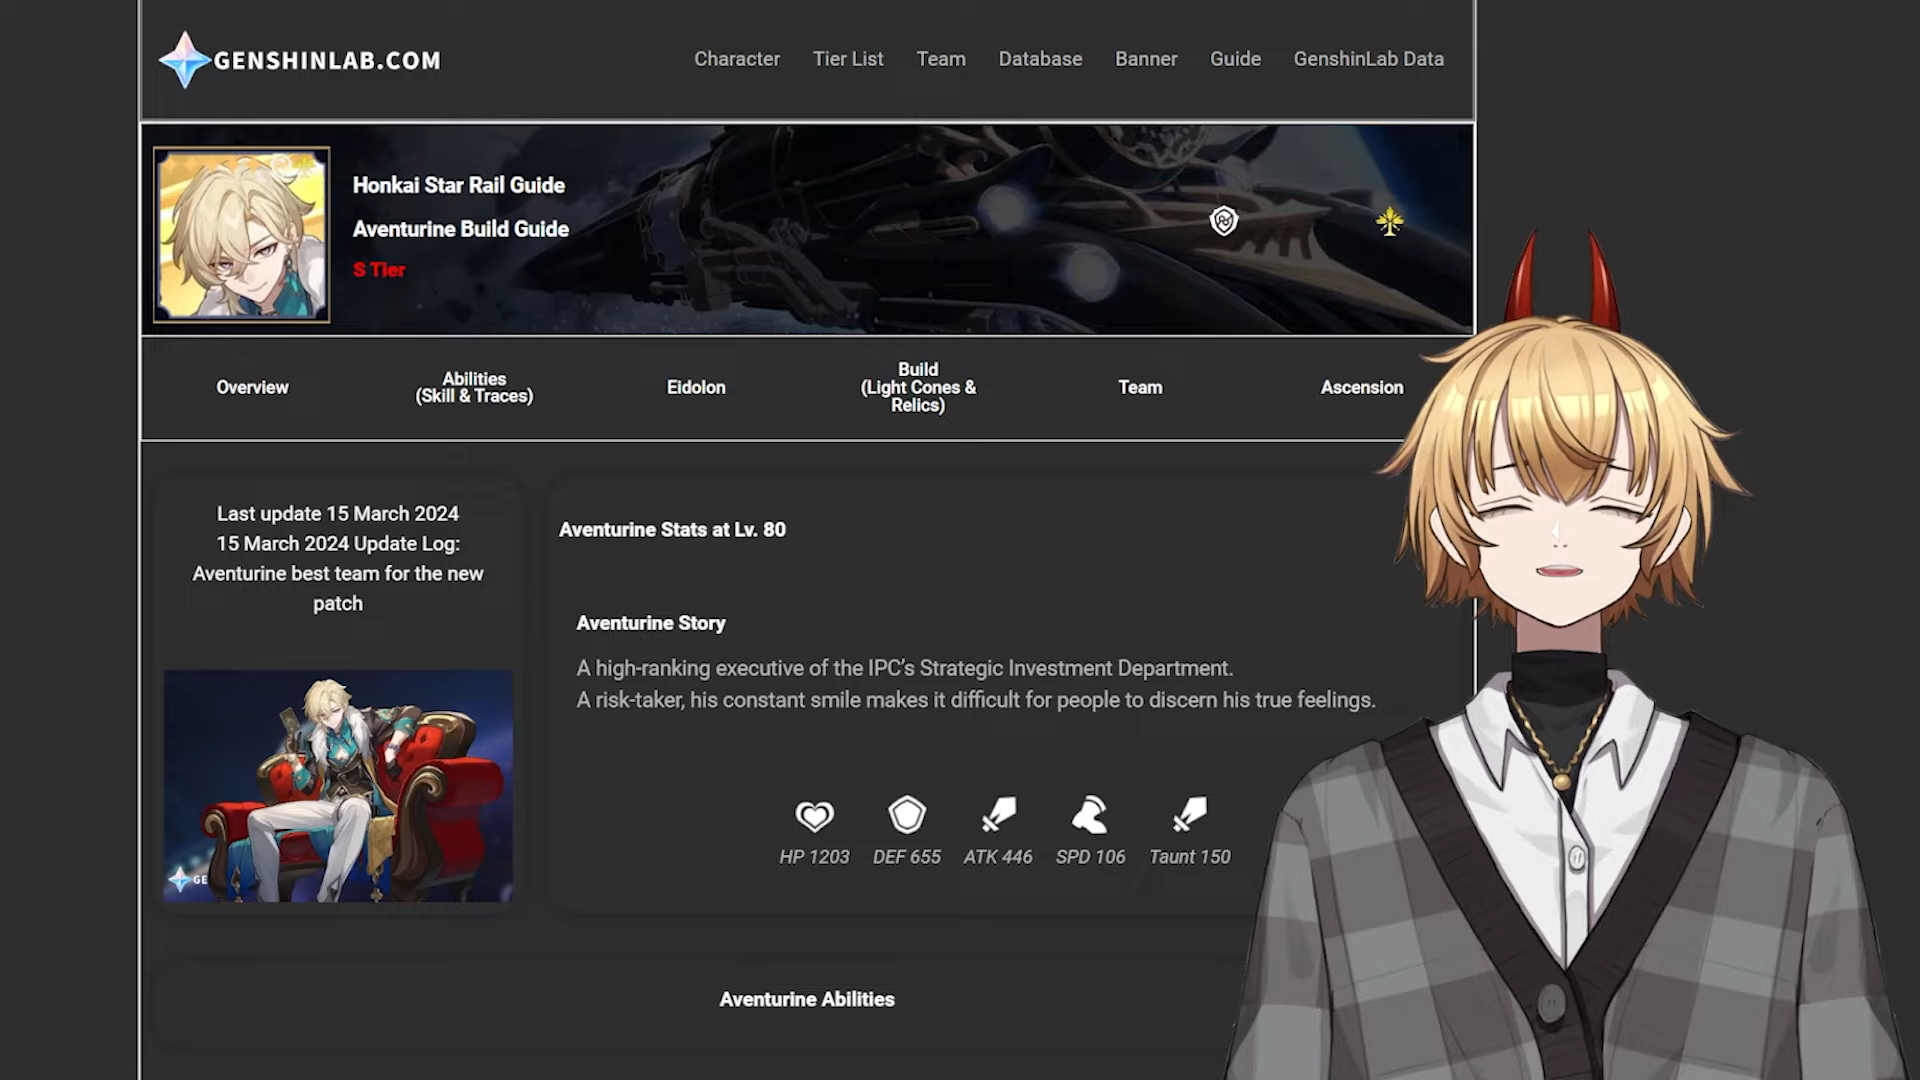 GENSHINLAB.COM
Character Tier List Team Database Banner Guide GenshinLab Data
Honkai Star Rail Guide
Aventurine Build Guide
S Tier
Overview
Abilities
(Skill & Traces)
Eidolon
Build
(Light Cones &
Relics)
Team
Ascension
Last update 15 March 2024
15 March 2024 Update Log:
Aventurine best team for the new
patch
GE
Aventurine Stats at Lv. 80
Aventurine Story
A high-ranking executive of the IPC’s Strategic Investment Department.
A risk-taker, his constant smile makes it difficult for people to discern his true feelings.
HP 1203 DEF 655 ATK 446 SPD 106 Taunt 150
Aventurine Abilities